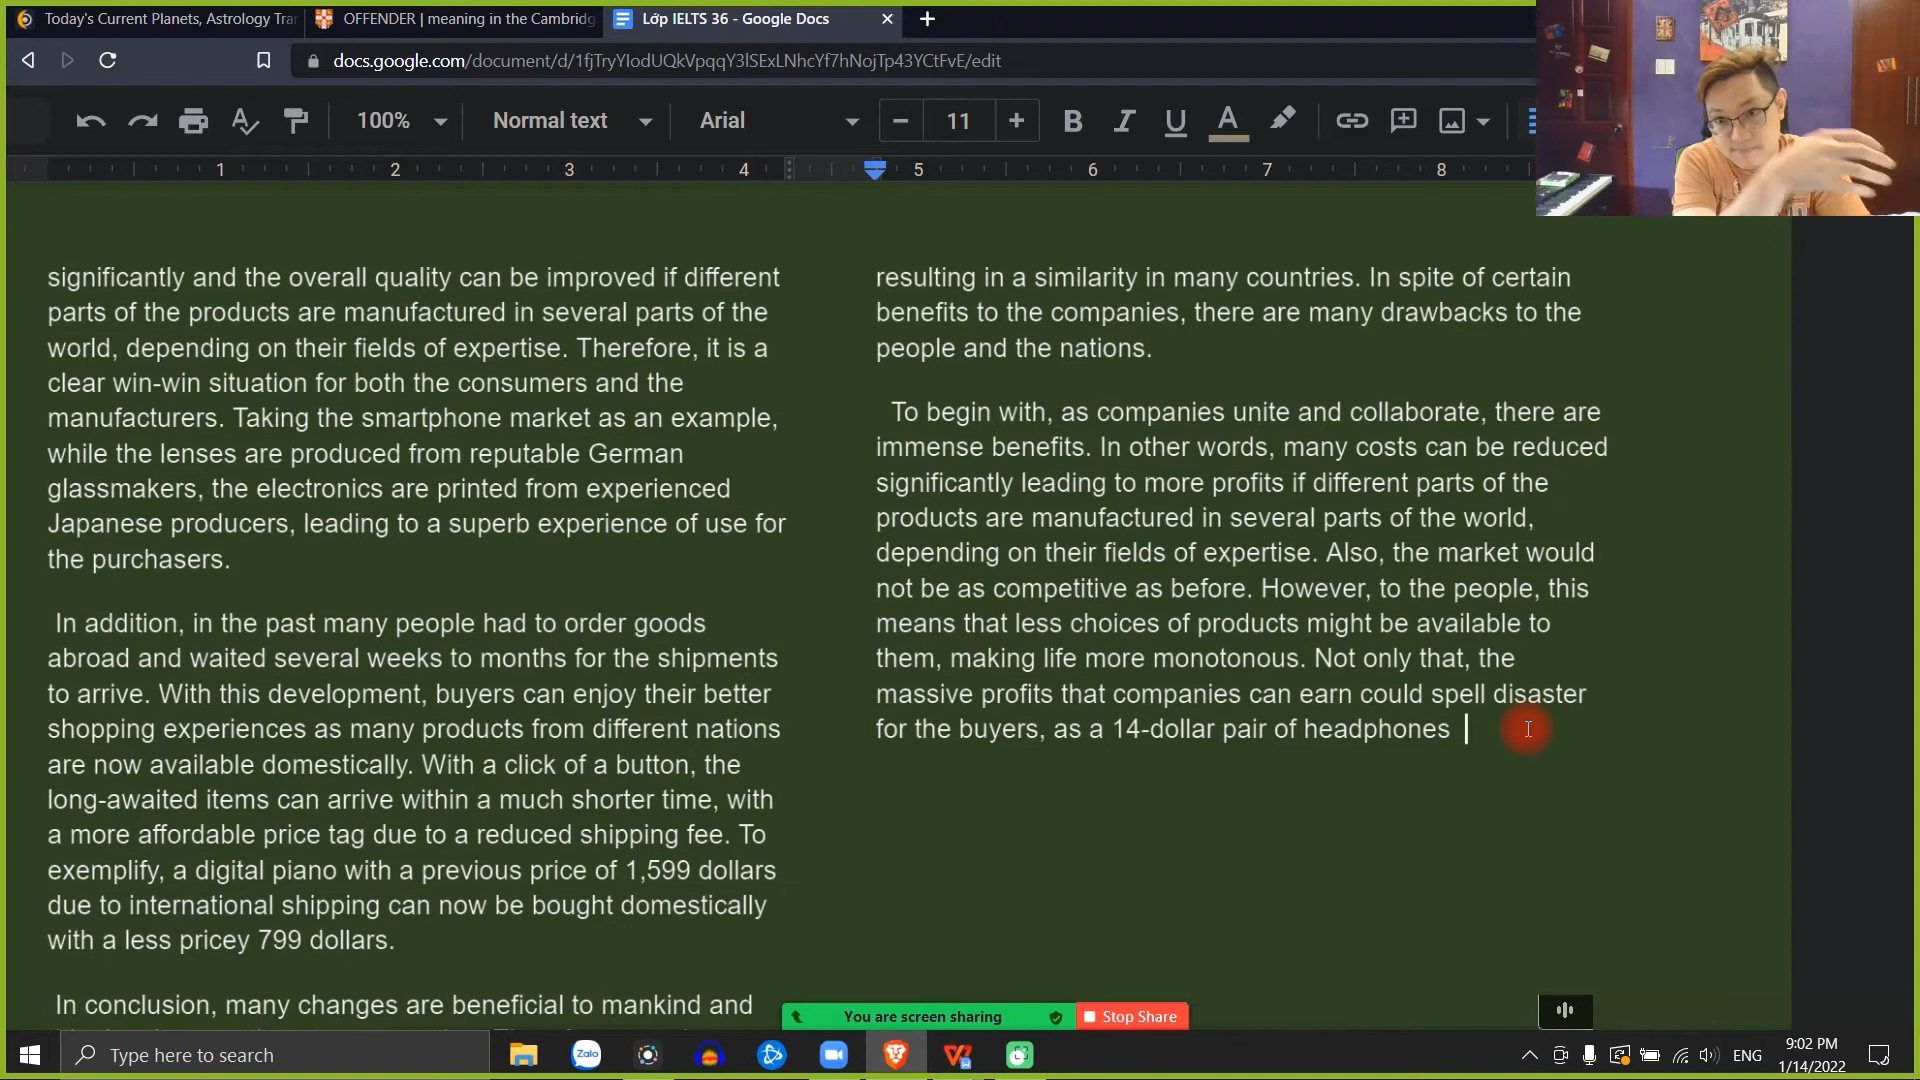 Today's Current Planets, Astrology Tra
OFFENDER | meaning in the Cambridg
Lớp IELTS 36 - Google Docs
docs.google.com/document/d/1fjTryYIodUQkVpqqY3lSExLNhcYf7hNojTp43YCtFvE/edit
100%
Normal text
Arial
11
B I U A
1 2 3 4 5 6 7 8
significantly and the overall quality can be improved if different
parts of the products are manufactured in several parts of the
world, depending on their fields of expertise. Therefore, it is a
clear win-win situation for both the consumers and the
manufacturers. Taking the smartphone market as an example,
while the lenses are produced from reputable German
glassmakers, the electronics are printed from experienced
Japanese producers, leading to a superb experience of use for
the purchasers.
In addition, in the past many people had to order goods
abroad and waited several weeks to months for the shipments
to arrive. With this development, buyers can enjoy their better
shopping experiences as many products from different nations
are now available domestically. With a click of a button, the
long-awaited items can arrive within a much shorter time, with
a more affordable price tag due to a reduced shipping fee. To
exemplify, a digital piano with a previous price of 1,599 dollars
due to international shipping can now be bought domestically
with a less pricey 799 dollars.
In conclusion, many changes are beneficial to mankind and
resulting in a similarity in many countries. In spite of certain
benefits to the companies, there are many drawbacks to the
people and the nations.
To begin with, as companies unite and collaborate, there are
immense benefits. In other words, many costs can be reduced
significantly leading to more profits if different parts of the
products are manufactured in several parts of the world,
depending on their fields of expertise. Also, the market would
not be as competitive as before. However, to the people, this
means that less choices of products might be available to
them, making life more monotonous. Not only that, the
massive profits that companies can earn could spell disaster
for the buyers, as a 14-dollar pair of headphones
You are screen sharing
Stop Share
Type here to search
Zalo
ENG
9:02 PM
1/14/2022